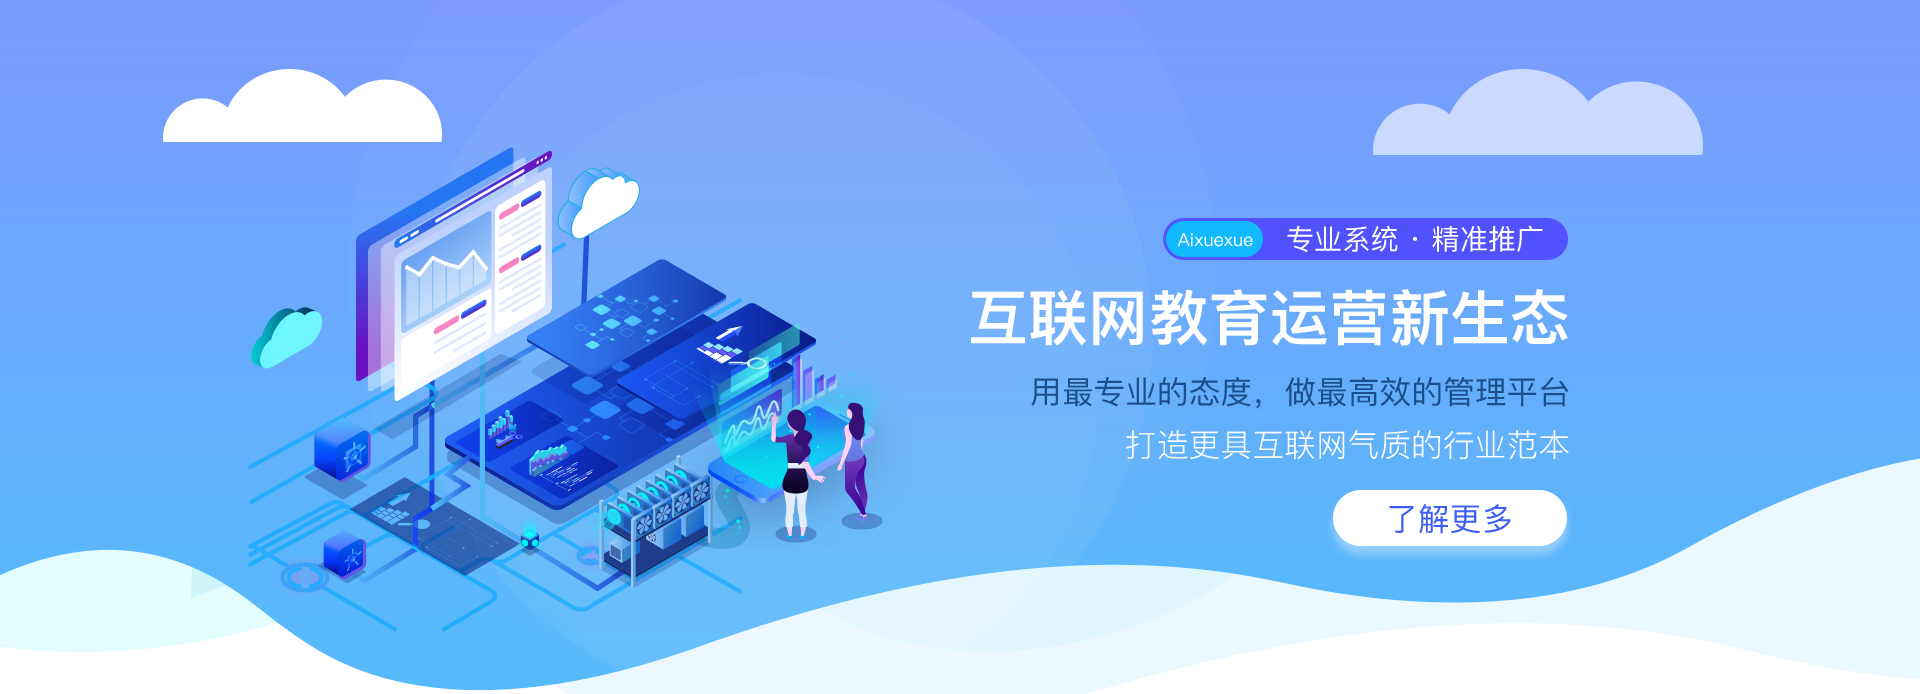 Aixuexue 专业系统 · 精准推广
互联网教育运营新生态
用最专业的态度，做最高效的管理平台
打造更具互联网气质的行业范本
了解更多